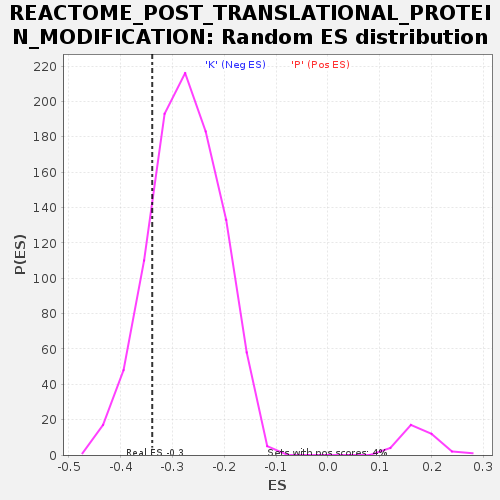 REACTOME_POST_TRANSLATIONAL_PROTEI
N_MODIFICATION: Random ES distribution
'K' (Neg ES) 'P' (Pos ES)
P(ES)
220
200
180
160
140
120
100
80
60
40
20
0
Real ES -0.3
Sets with pos scores: 4%
-0.5 -0.4 -0.3 -0.2 -0.1 0.0 0.1 0.2 0.3
ES